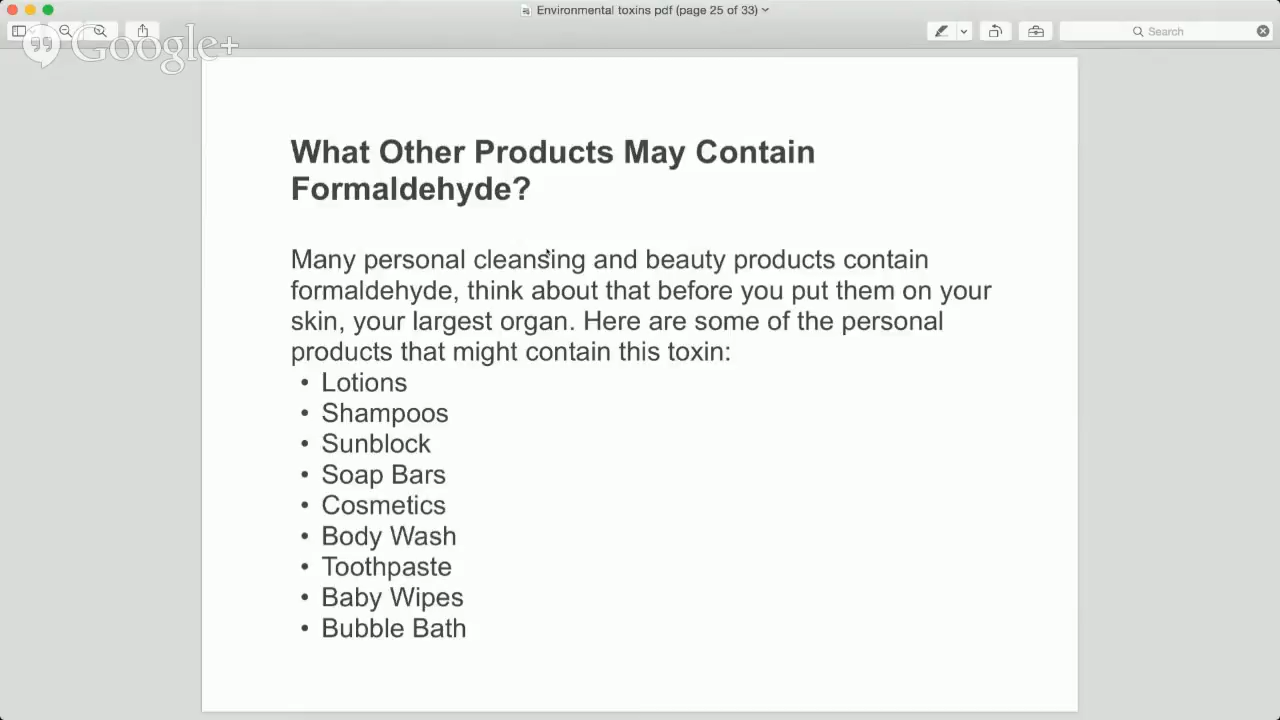 Environmental toxins pdf (page 25 of 33)
Google+
Search
What Other Products May Contain
Formaldehyde?
Many personal cleansing and beauty products contain
formaldehyde, think about that before you put them on your
skin, your largest organ. Here are some of the personal
products that might contain this toxin:
• Lotions
• Shampoos
• Sunblock
• Soap Bars
• Cosmetics
• Body Wash
• Toothpaste
• Baby Wipes
• Bubble Bath